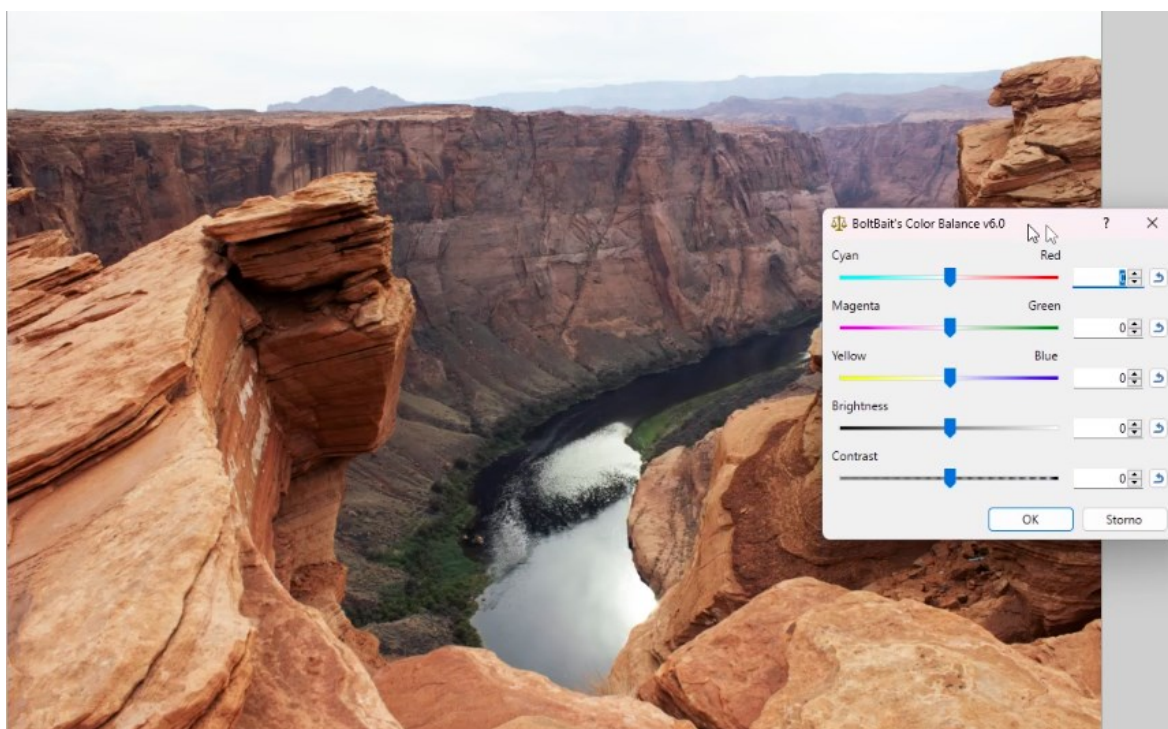 BoltBait's Color Balance v6.0 ? ×
Cyan Red
0
Magenta Green
0
Yellow Blue
0
Brightness
0
Contrast
0
OK Storno